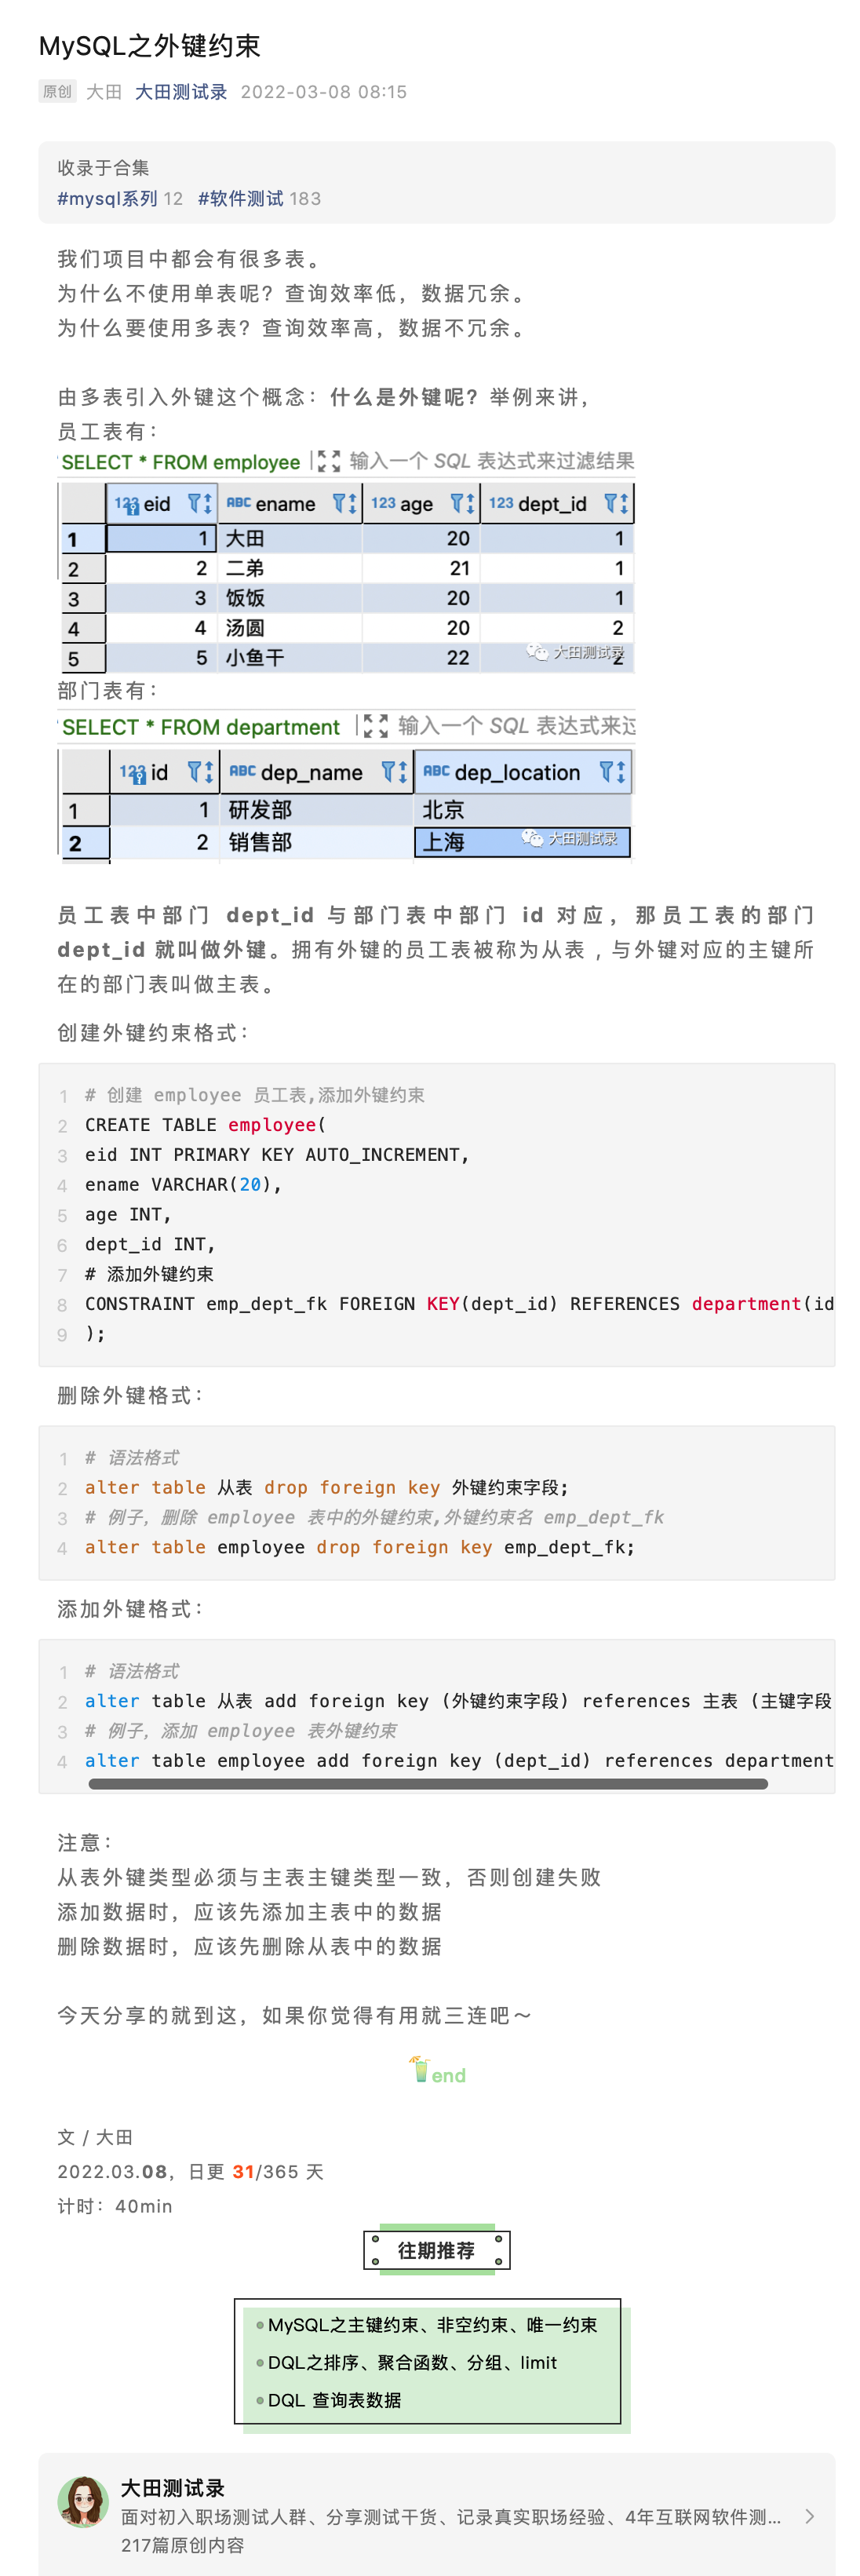 MySQL之外键约束
原创 大田 大田测试录 2022-03-08 08:15
收录于合集
#mysql系列 12 #软件测试 183
我们项目中都会有很多表。
为什么不使用单表呢？查询效率低，数据冗余。
为什么要使用多表？查询效率高，数据不冗余。
由多表引入外键这个概念：什么是外键呢？举例来讲，
员工表有：
SELECT * FROM employee 输入一个 SQL 表达式来过滤结果
123 eid ABC ename 123 age 123 dept_id
1 1 大田 20 1
2 2 二弟 21 1
3 3 饭饭 20 1
4 4 汤圆 20 2
5 5 小鱼干 22 2
大田测试录
部门表有：
SELECT * FROM department 输入一个 SQL 表达式来过
123 id ABC dep_name ABC dep_location
1 1 研发部 北京
2 2 销售部 上海
大田测试录
员工表中部门 dept_id 与部门表中部门 id 对应，那员工表的部门
dept_id 就叫做外键。拥有外键的员工表被称为从表，与外键对应的主键所
在的部门表叫做主表。
创建外键约束格式：
1 # 创建 employee 员工表,添加外键约束
2 CREATE TABLE employee(
3 eid INT PRIMARY KEY AUTO_INCREMENT,
4 ename VARCHAR(20),
5 age INT,
6 dept_id INT,
7 # 添加外键约束
8 CONSTRAINT emp_dept_fk FOREIGN KEY(dept_id) REFERENCES department(id
9 );
删除外键格式：
1 # 语法格式
2 alter table 从表 drop foreign key 外键约束字段;
3 # 例子，删除 employee 表中的外键约束,外键约束名 emp_dept_fk
4 alter table employee drop foreign key emp_dept_fk;
添加外键格式：
1 # 语法格式
2 alter table 从表 add foreign key (外键约束字段) references 主表 (主键字段
3 # 例子，添加 employee 表外键约束
4 alter table employee add foreign key (dept_id) references department
注意：
从表外键类型必须与主表主键类型一致，否则创建失败
添加数据时，应该先添加主表中的数据
删除数据时，应该先删除从表中的数据
今天分享的就到这，如果你觉得有用就三连吧～
end
文 / 大田
2022.03.08，日更 31/365 天
计时：40min
往期推荐
MySQL之主键约束、非空约束、唯一约束
DQL之排序、聚合函数、分组、limit
DQL 查询表数据
大田测试录
面对初入职场测试人群、分享测试干货、记录真实职场经验、4年互联网软件测...
217篇原创内容